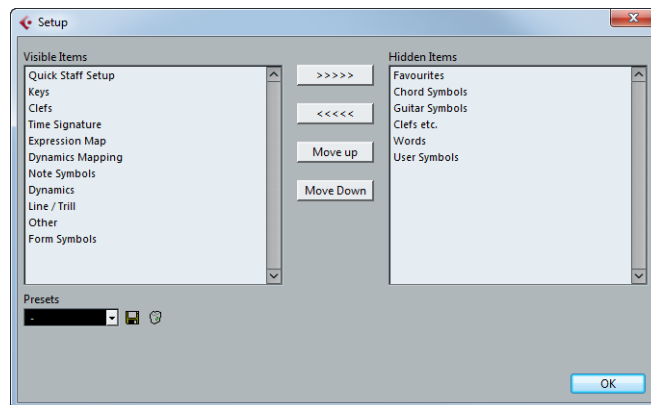 Setup
Visible Items
Quick Staff Setup
Keys
Clefs
Time Signature
Expression Map
Dynamics Mapping
Note Symbols
Dynamics
Line / Trill
Other
Form Symbols
>>>>>
<<<<<
Move up
Move Down
Hidden Items
Favourites
Chord Symbols
Guitar Symbols
Clefs etc.
Words
User Symbols
Presets
-
OK